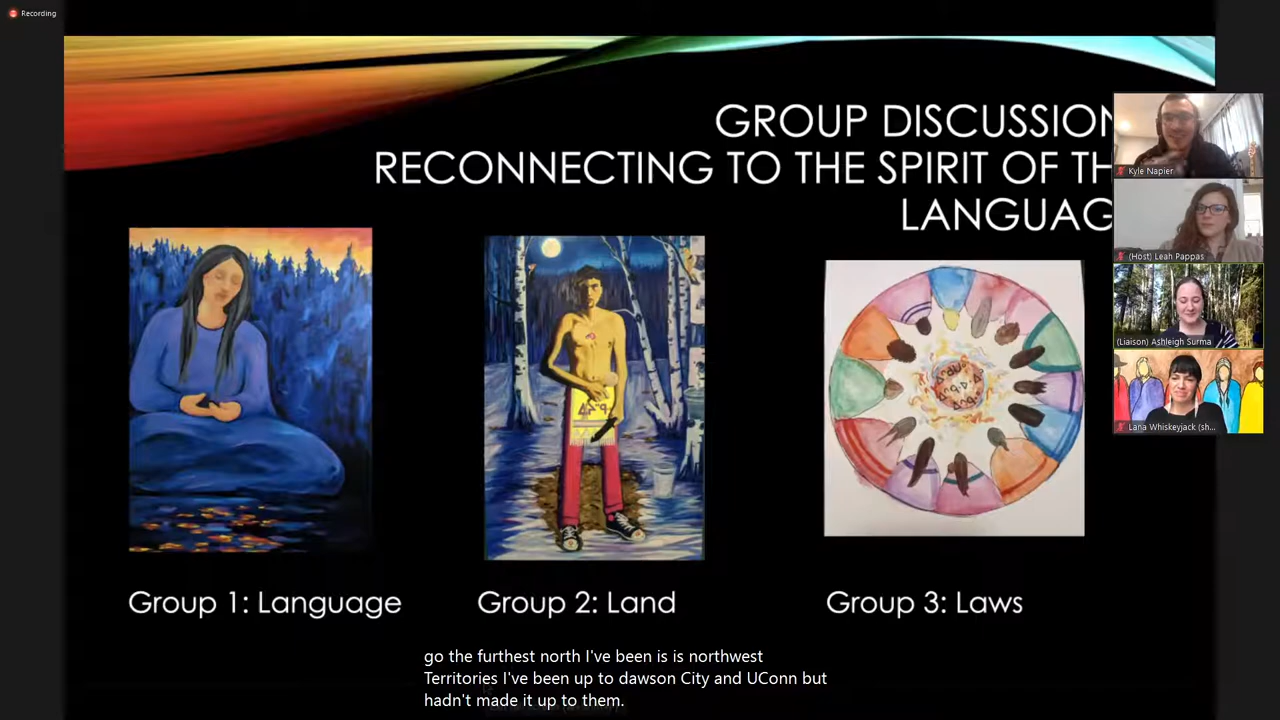 Recording
GROUP DISCUSSION
RECONNECTING TO THE SPIRIT OF TH
LANGUAG
Kyle Napier
(Host) Leah Pappas
(Liaison) Ashleigh Surma
Lana Whiskeyjack (sh...
Group 1: Language
Group 2: Land
Group 3: Laws
go the furthest north I've been is is northwest
Territories I've been up to dawson City and UConn but
hadn't made it up to them.